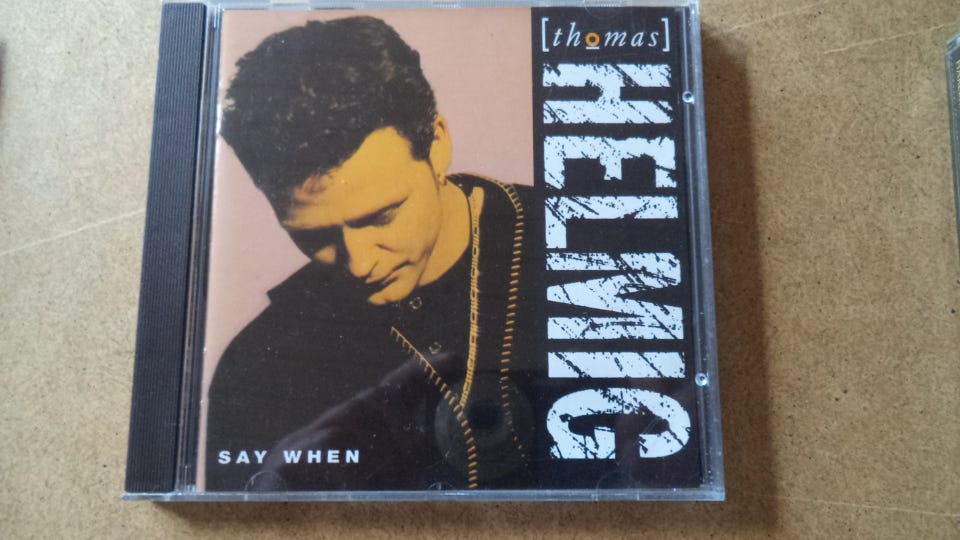 [thomas]
HELMIG
SAY WHEN